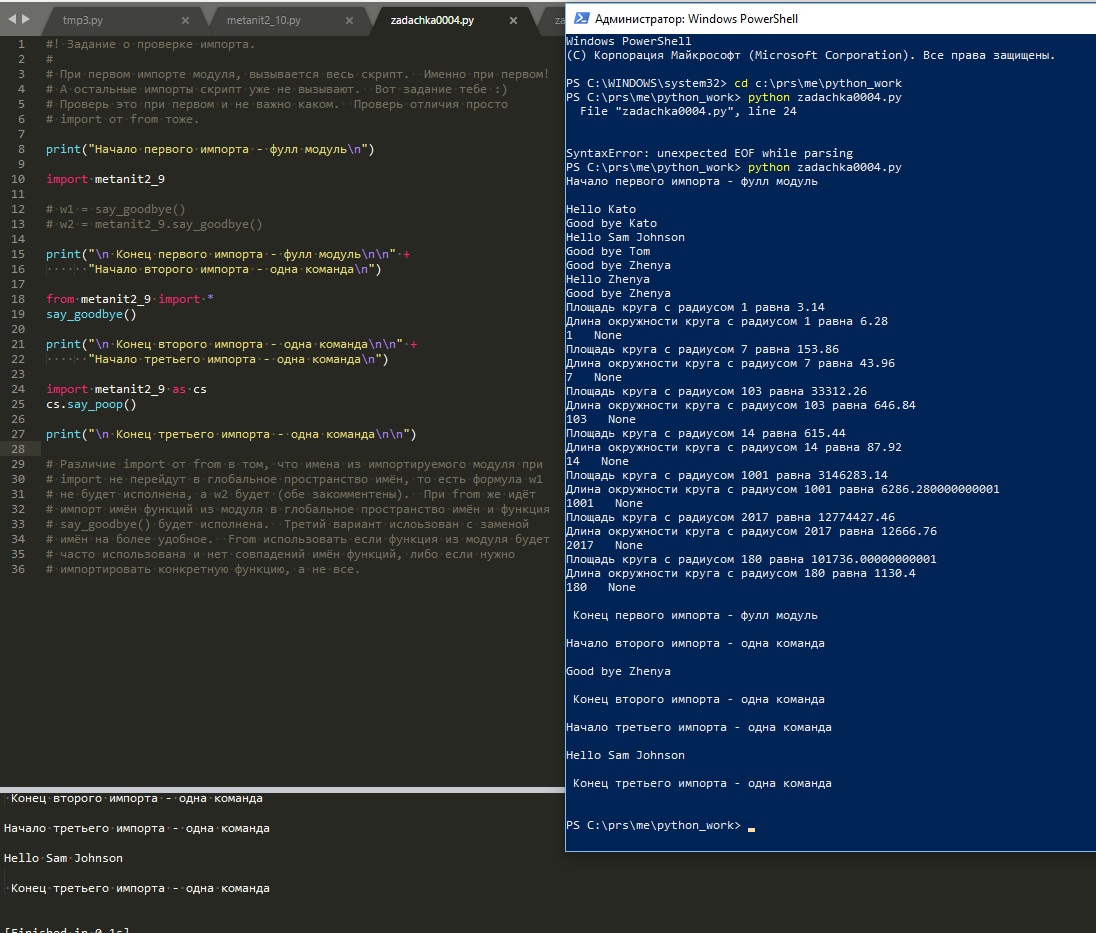 tmp3.py × metanit2_10.py × zadachka0004.py × za
1 #! Задание о проверке импорта.
2 #
3 # При первом импорте модуля, вызывается весь скрипт. Именно при первом!
4 # А остальные импорты скрипт уже не вызывают. Вот задание тебе :)
5 # Проверь это при первом и не важно каком. Проверь отличия просто
6 # import от from тоже.
7
8 print("Начало первого импорта - фулл модуль\n")
9
10 import metanit2_9
11
12 # w1 = say_goodbye()
13 # w2 = metanit2_9.say_goodbye()
14
15 print("\n Конец первого импорта - фулл модуль\n\n" +
16 "Начало второго импорта - одна команда\n")
17
18 from metanit2_9 import *
19 say_goodbye()
20
21 print("\n Конец второго импорта - одна команда\n\n" +
22 "Начало третьего импорта - одна команда\n")
23
24 import metanit2_9 as cs
25 cs.say_poop()
26
27 print("\n Конец третьего импорта - одна команда\n\n")
28
29 # Различие import от from в том, что имена из импортируемого модуля при
30 # import не перейдут в глобальное пространство имён, то есть формула w1
31 # не будет исполнена, а w2 будет (обе закомментены). При from же идёт
32 # импорт имён функций из модуля в глобальное пространство имён и функция
33 # say_goodbye() будет исполнена. Третий вариант ислоьзован с заменой
34 # имён на более удобное. From использовать если функция из модуля будет
35 # часто использована и нет совпадений имён функций, либо если нужно
36 # импортировать конкретную функцию, а не все.
Конец второго импорта - одна команда
Начало третьего импорта - одна команда
Hello Sam Johnson
Конец третьего импорта - одна команда
[Finished in 0.1s]
Администратор: Windows PowerShell
Windows PowerShell
(C) Корпорация Майкрософт (Microsoft Corporation). Все права защищены.
PS C:\WINDOWS\system32> cd c:\prs\me\python_work
PS C:\prs\me\python_work> python zadachka0004.py
File "zadachka0004.py", line 24
SyntaxError: unexpected EOF while parsing
PS C:\prs\me\python_work> python zadachka0004.py
Начало первого импорта - фулл модуль
Hello Kato
Good bye Kato
Hello Sam Johnson
Good bye Tom
Good bye Zhenya
Hello Zhenya
Good bye Zhenya
Площадь круга с радиусом 1 равна 3.14
Длина окружности круга с радиусом 1 равна 6.28
1 None
Площадь круга с радиусом 7 равна 153.86
Длина окружности круга с радиусом 7 равна 43.96
7 None
Площадь круга с радиусом 103 равна 33312.26
Длина окружности круга с радиусом 103 равна 646.84
103 None
Площадь круга с радиусом 14 равна 615.44
Длина окружности круга с радиусом 14 равна 87.92
14 None
Площадь круга с радиусом 1001 равна 3146283.14
Длина окружности круга с радиусом 1001 равна 6286.280000000001
1001 None
Площадь круга с радиусом 2017 равна 12774427.46
Длина окружности круга с радиусом 2017 равна 12666.76
2017 None
Площадь круга с радиусом 180 равна 101736.00000000001
Длина окружности круга с радиусом 180 равна 1130.4
180 None
Конец первого импорта - фулл модуль
Начало второго импорта - одна команда
Good bye Zhenya
Конец второго импорта - одна команда
Начало третьего импорта - одна команда
Hello Sam Johnson
Конец третьего импорта - одна команда
PS C:\prs\me\python_work>